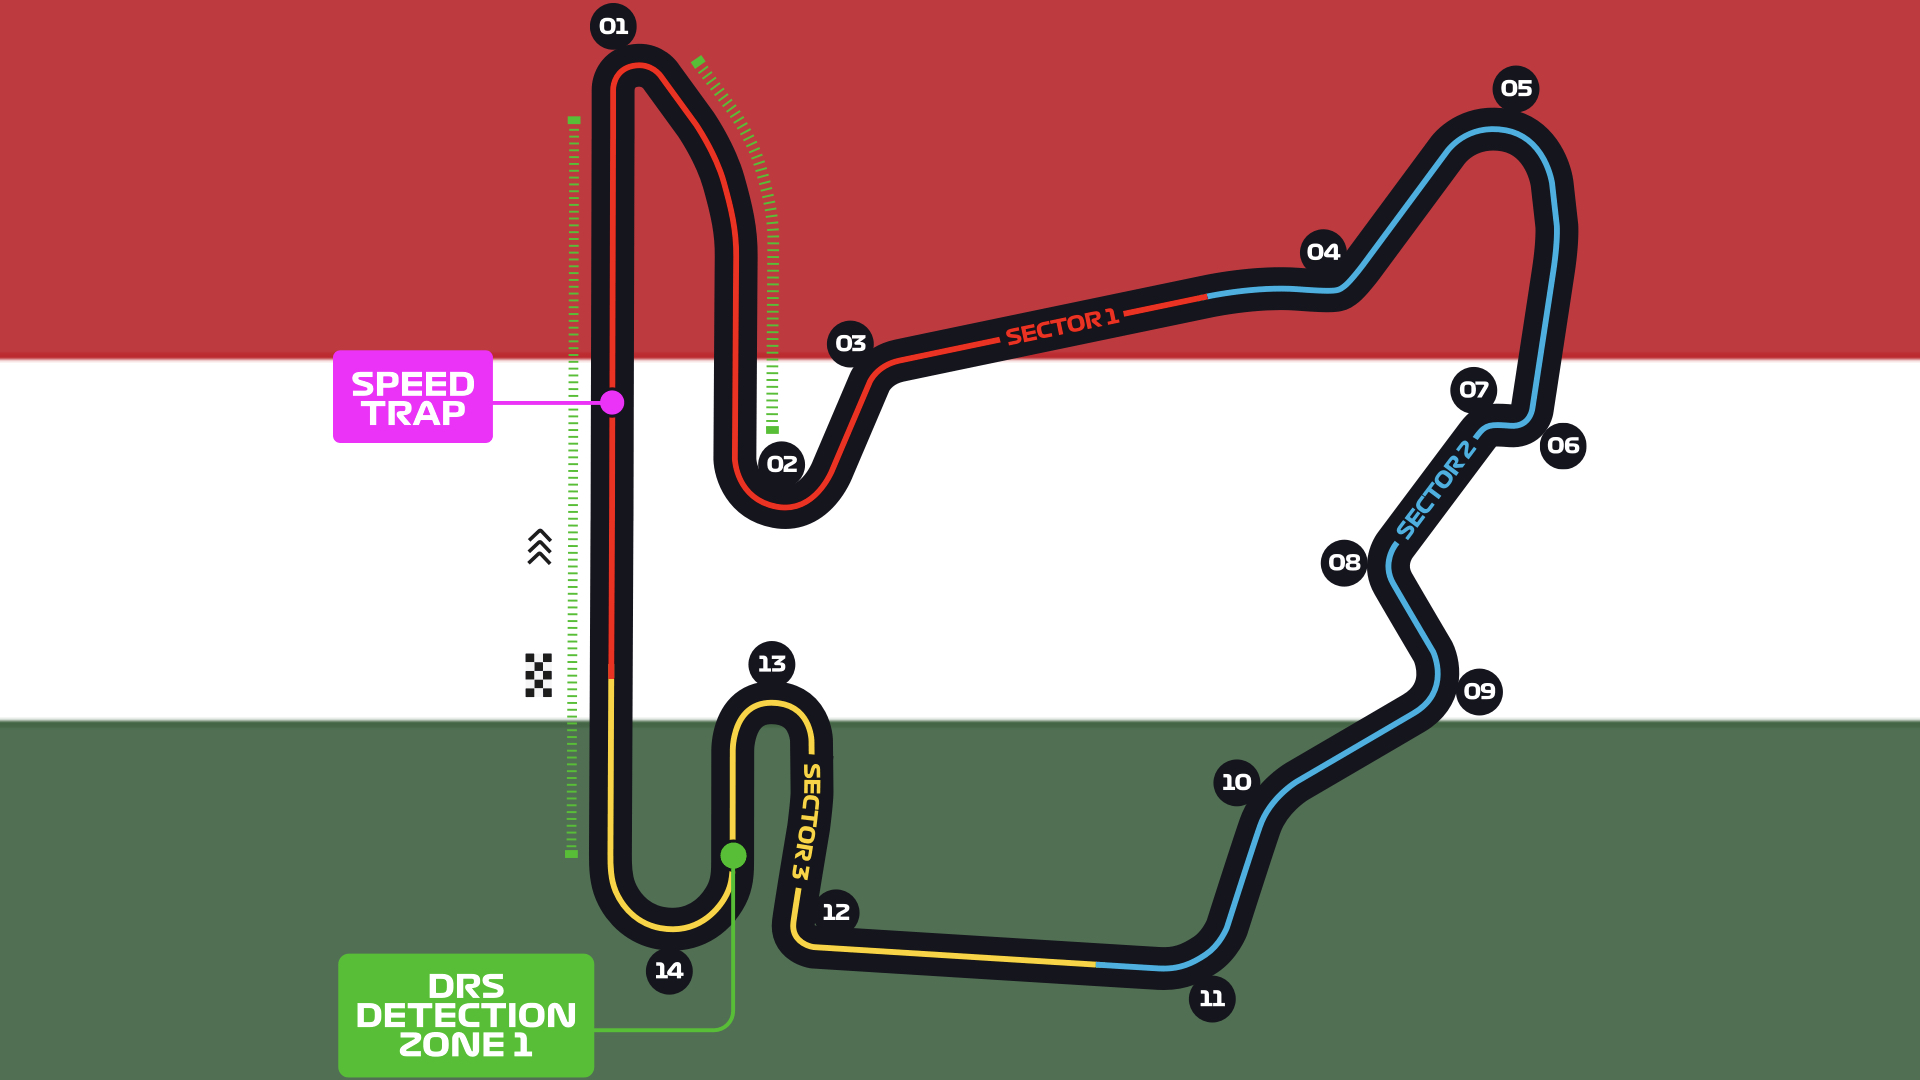 01
05
04
SECTOR 1
03
SPEED
TRAP
07
06
02
SECTOR 2
08
13
09
10
SECTOR 3
12
14
11
DRS
DETECTION
ZONE 1